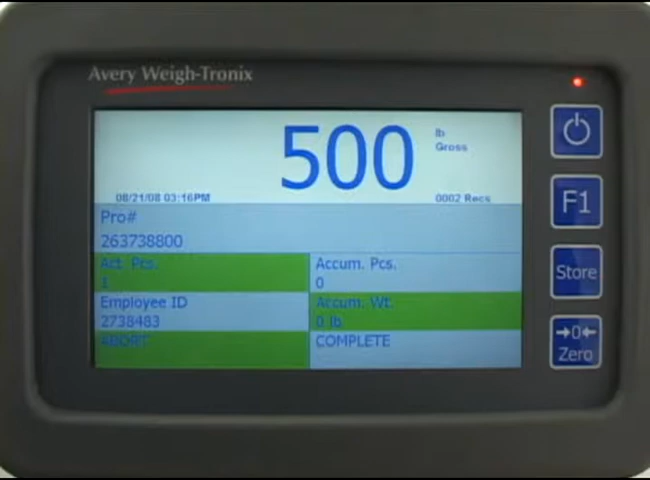 Avery Weigh-Tronix
500
lb
Gross
08/21/08 03:16PM
0002 Recs
Pro#
263738800
Act. Pcs.
1
Accum. Pcs.
0
Employee ID
2738483
Accum. Wt.
0 lb
ABORT
COMPLETE
F1
Store
→0←
Zero